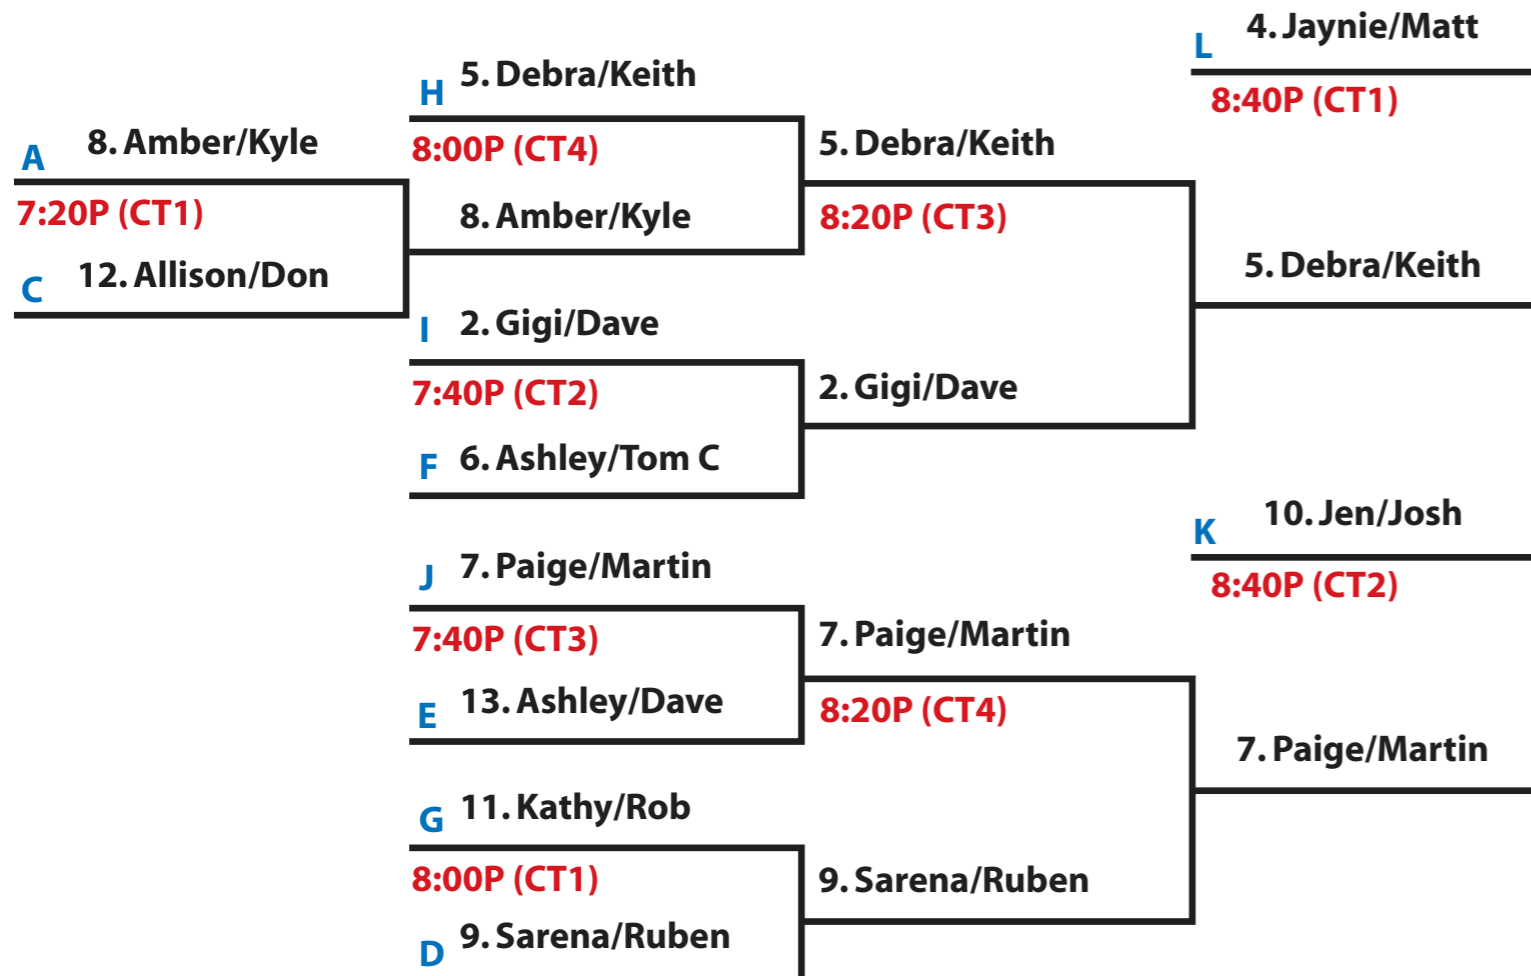 A 8. Amber/Kyle
7:20P (CT1)
C 12. Allison/Don
H 5. Debra/Keith
8:00P (CT4)
8. Amber/Kyle
I 2. Gigi/Dave
7:40P (CT2)
F 6. Ashley/Tom C
J 7. Paige/Martin
7:40P (CT3)
E 13. Ashley/Dave
G 11. Kathy/Rob
8:00P (CT1)
D 9. Sarena/Ruben
5. Debra/Keith
8:20P (CT3)
2. Gigi/Dave
7. Paige/Martin
8:20P (CT4)
9. Sarena/Ruben
L 4. Jaynie/Matt
8:40P (CT1)
5. Debra/Keith
K 10. Jen/Josh
8:40P (CT2)
7. Paige/Martin